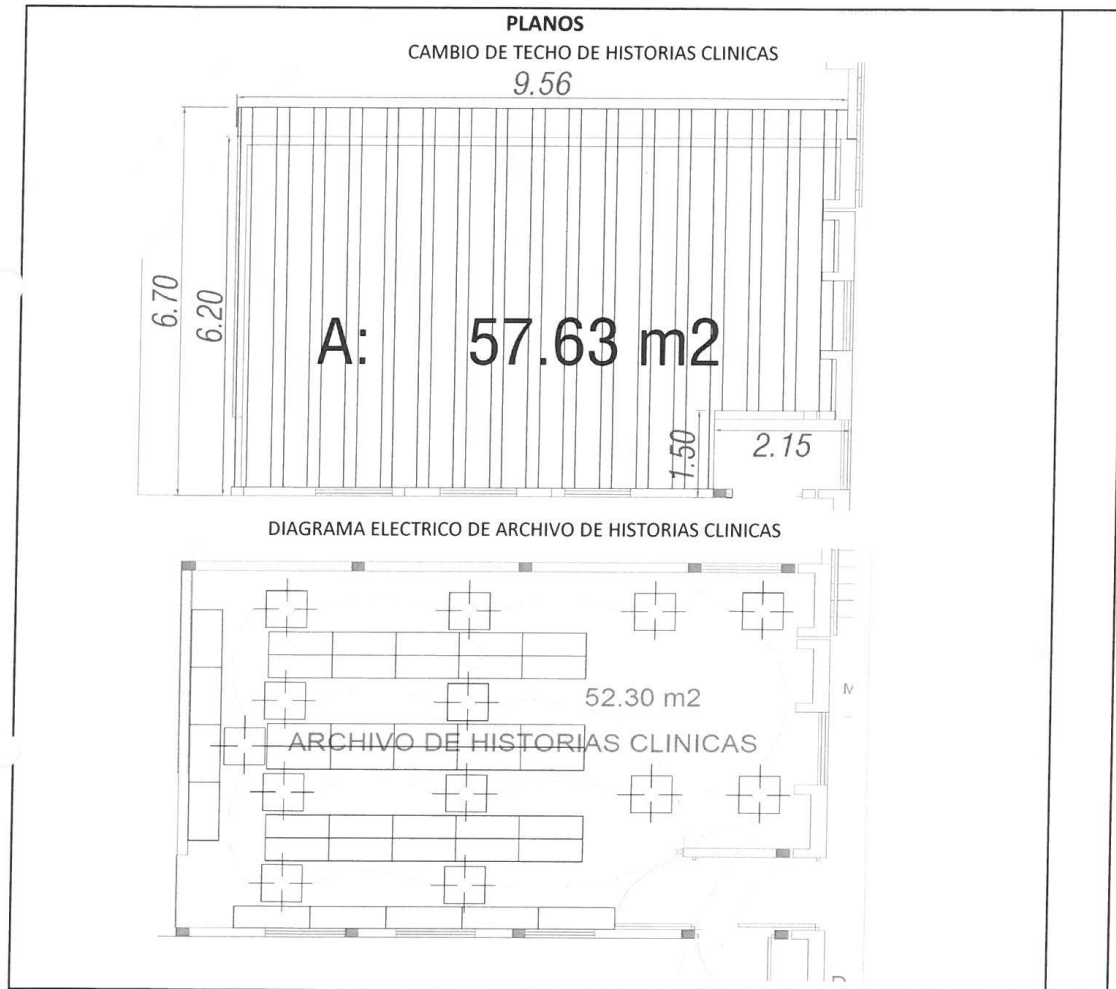 PLANOS
CAMBIO DE TECHO DE HISTORIAS CLINICAS
9.56
6.70
6.20
A: 57.63 m2
1.50
2.15
DIAGRAMA ELECTRICO DE ARCHIVO DE HISTORIAS CLINICAS
52.30 m2
M
ARCHIVO DE HISTORIAS CLINICAS